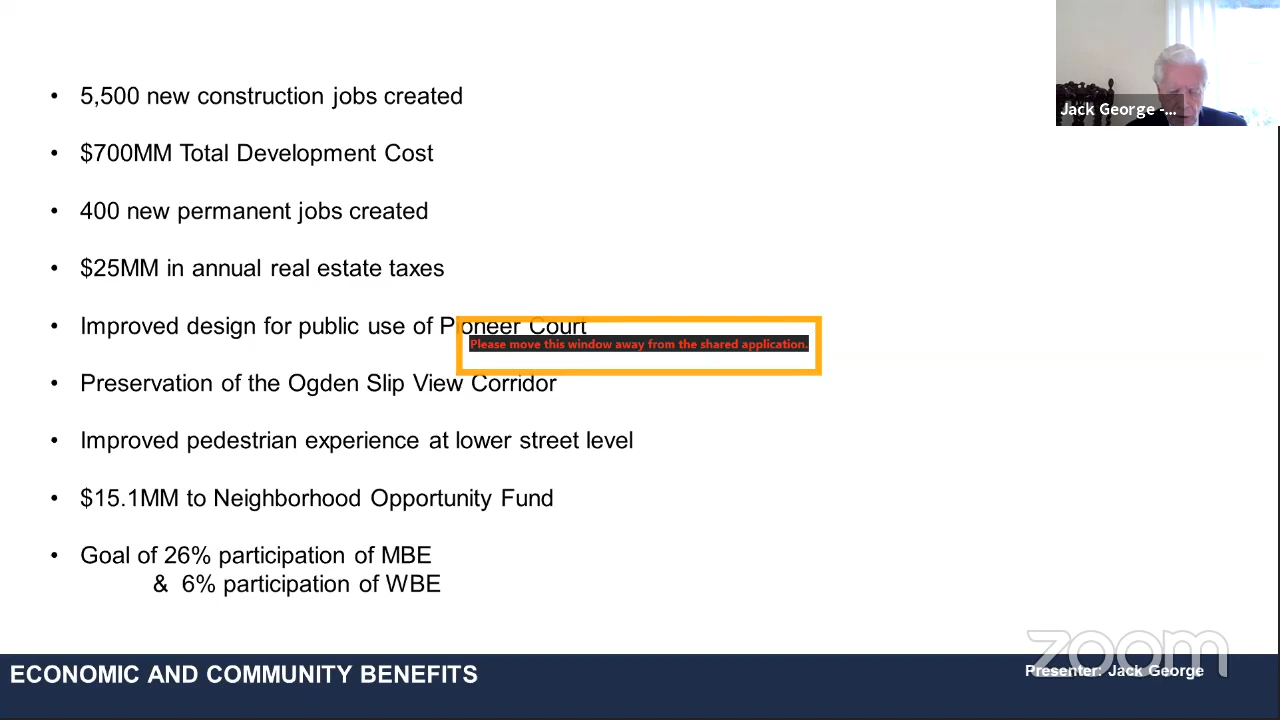 • 5,500 new construction jobs created
Jack George -...
• $700MM Total Development Cost
• 400 new permanent jobs created
• $25MM in annual real estate taxes
• Improved design for public use of Pioneer Court
Please move this window away from the shared application.
• Preservation of the Ogden Slip View Corridor
• Improved pedestrian experience at lower street level
• $15.1MM to Neighborhood Opportunity Fund
• Goal of 26% participation of MBE
& 6% participation of WBE
zoom
ECONOMIC AND COMMUNITY BENEFITS
Presenter: Jack George